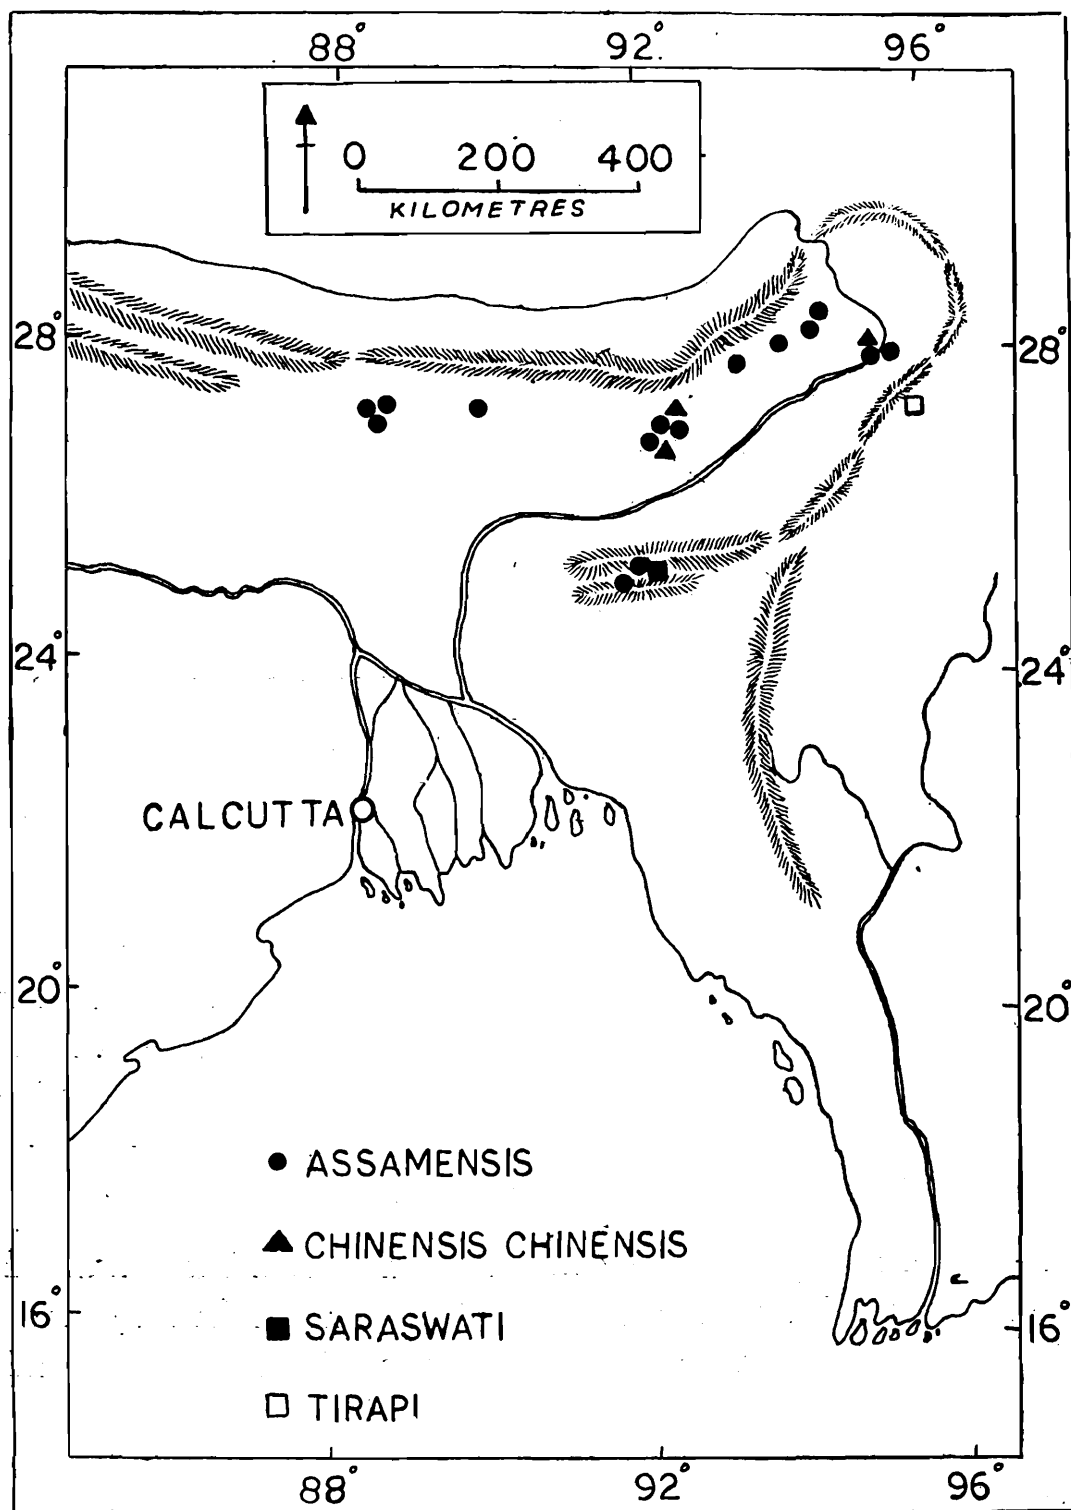 88° 92° 96°
0 200 400
KILOMETRES
28° 28°
24° 24°
CALCUTTA
20° 20°
● ASSAMENSIS
▲ CHINENSIS CHINENSIS
■ SARASWATI
16° 16°
□ TIRAPI
88° 92° 96°